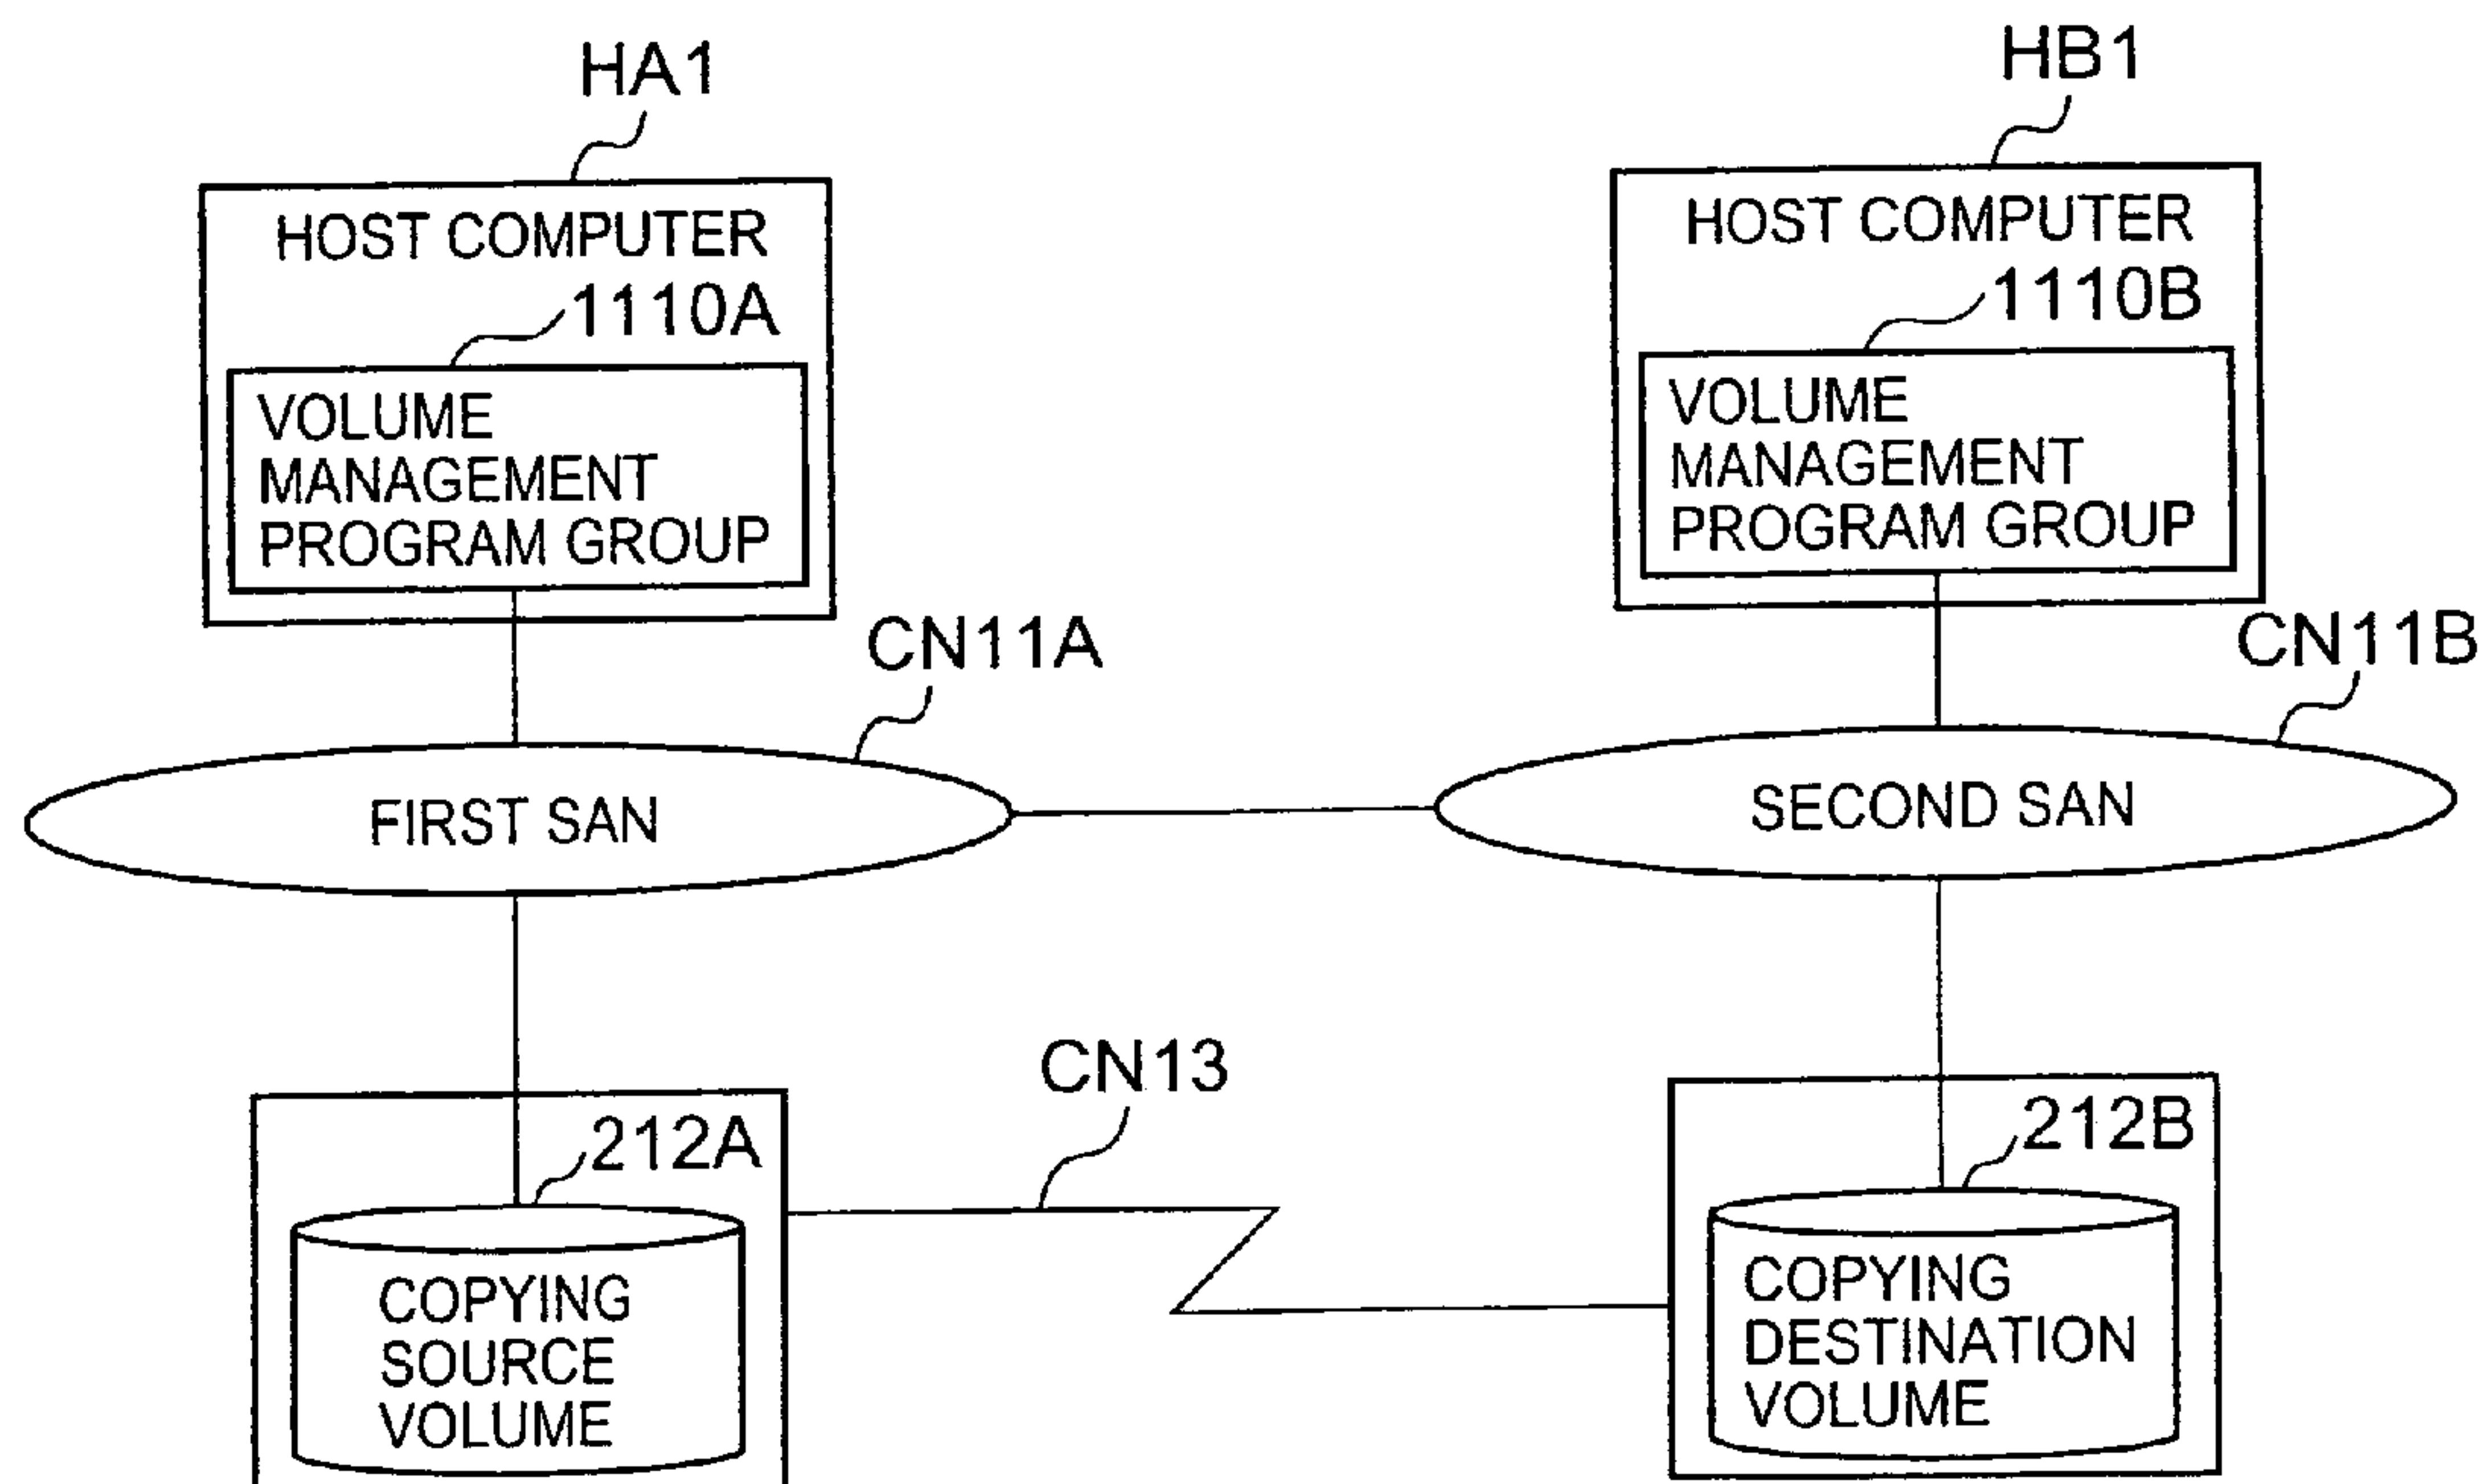 HA1
HB1
HOST COMPUTER
1110A
VOLUME
MANAGEMENT
PROGRAM GROUP
HOST COMPUTER
1110B
VOLUME
MANAGEMENT
PROGRAM GROUP
CN11A
CN11B
FIRST SAN
SECOND SAN
CN13
212A
COPYING
SOURCE
VOLUME
212B
COPYING
DESTINATION
VOLUME